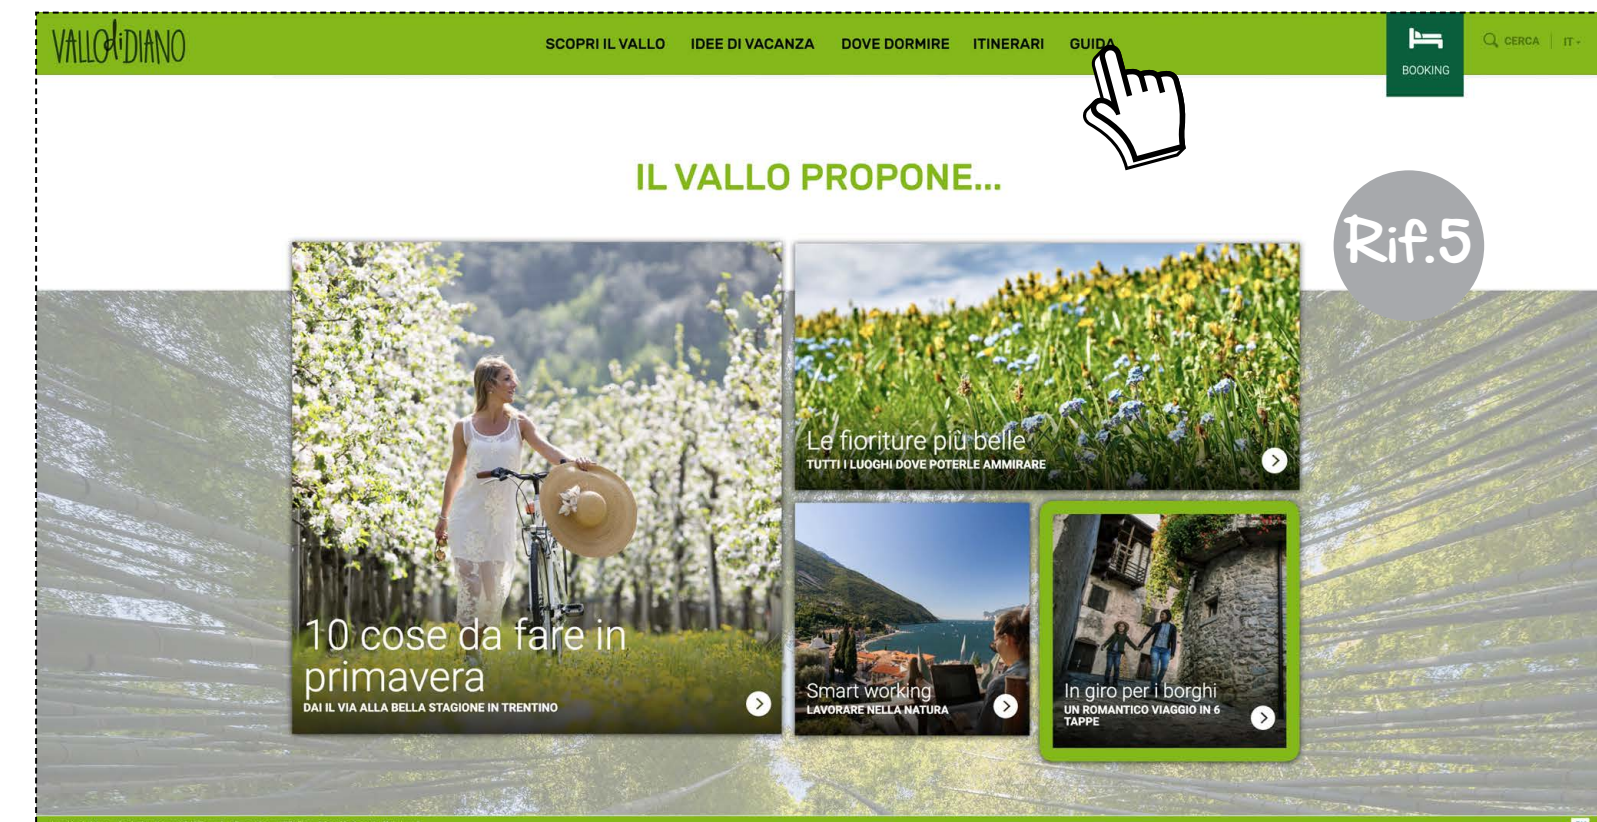 VALLO di DIANO
SCOPRI IL VALLO IDEE DI VACANZA DOVE DORMIRE ITINERARI GUIDA
BOOKING
CERCA IT
IL VALLO PROPONE...
Rif.5
Le fioriture più belle
TUTTI I LUOGHI DOVE POTERLE AMMIRARE
10 cose da fare in
primavera
DAI IL VIA ALLA BELLA STAGIONE IN TRENTINO
Smart working
LAVORARE NELLA NATURA
In giro per i borghi
UN ROMANTICO VIAGGIO IN 6
TAPPE